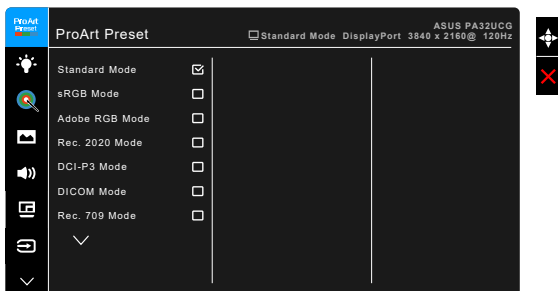 ProArt
Preset
ProArt Preset
ASUS PA32UCG
Standard Mode DisplayPort 3840 x 2160@ 120Hz
Standard Mode
sRGB Mode
Adobe RGB Mode
Rec. 2020 Mode
DCI-P3 Mode
DICOM Mode
Rec. 709 Mode